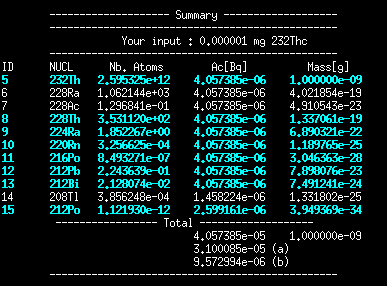 ------------------ Summary ------------------
Your input : 0.000001 mg 232Thc
---------------------------------------------
ID NUCL Nb. Atoms Ac[Bq] Mass[g]
5 232Th 2.595325e+12 4.057385e-06 1.000000e-09
6 228Ra 1.062144e+03 4.057385e-06 4.021854e-19
7 228Ac 1.296841e-01 4.057385e-06 4.910543e-23
8 228Th 3.531120e+02 4.057385e-06 1.337061e-19
9 224Ra 1.852267e+00 4.057385e-06 6.890321e-22
10 220Rn 3.256625e-04 4.057385e-06 1.189765e-25
11 216Po 8.493271e-07 4.057385e-06 3.046363e-28
12 212Pb 2.243639e-01 4.057385e-06 7.898076e-23
13 212Bi 2.128074e-02 4.057385e-06 7.491241e-24
14 208Tl 3.856248e-04 1.458224e-06 1.331802e-25
15 212Po 1.121930e-12 2.599161e-06 3.949369e-34
------------------ Total ------------------
4.057385e-05 1.000000e-09
3.100085e-05 (a)
9.572994e-06 (b)